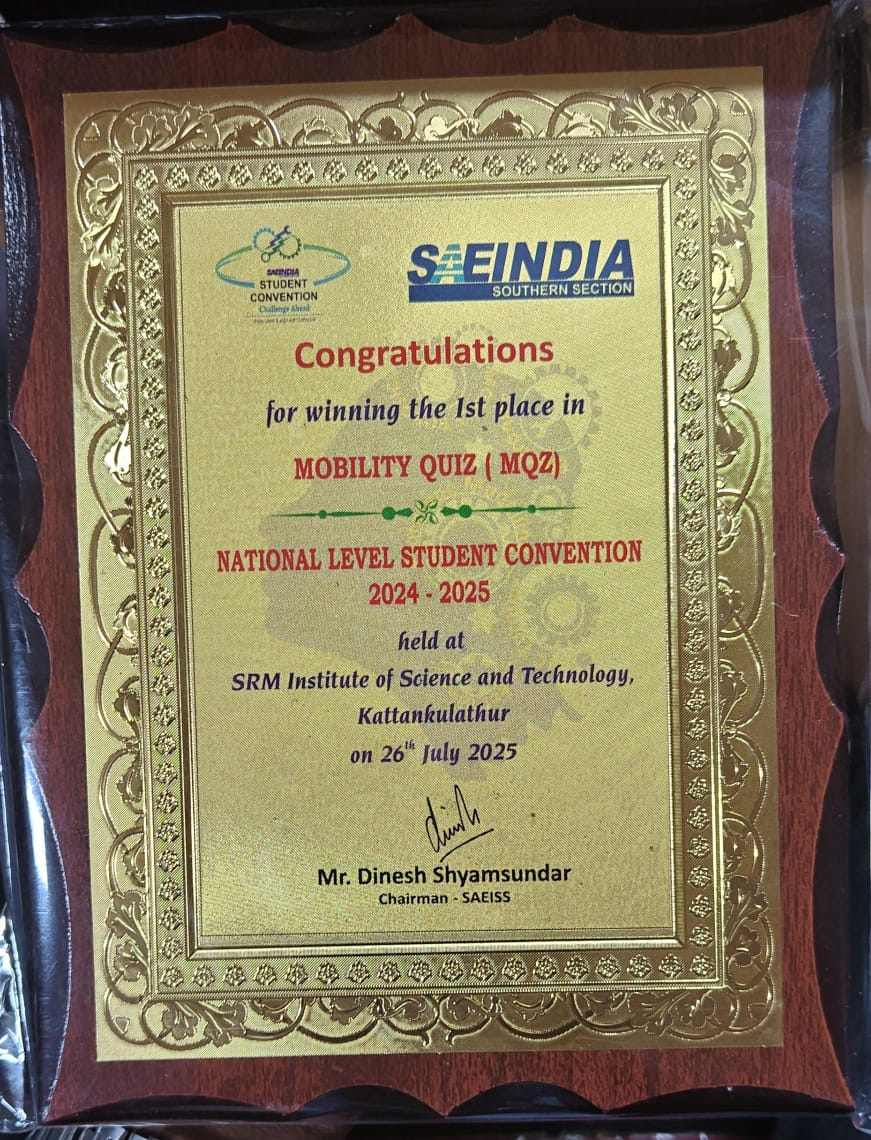 SAEINDIA
STUDENT
CONVENTION
Challenge Ahead
SAEINDIA
SOUTHERN SECTION
Congratulations
for winning the 1st place in
MOBILITY QUIZ ( MQZ)
NATIONAL LEVEL STUDENT CONVENTION
2024 - 2025
held at
SRM Institute of Science and Technology,
Kattankulathur
on 26th July 2025
Mr. Dinesh Shyamsundar
Chairman - SAEISS